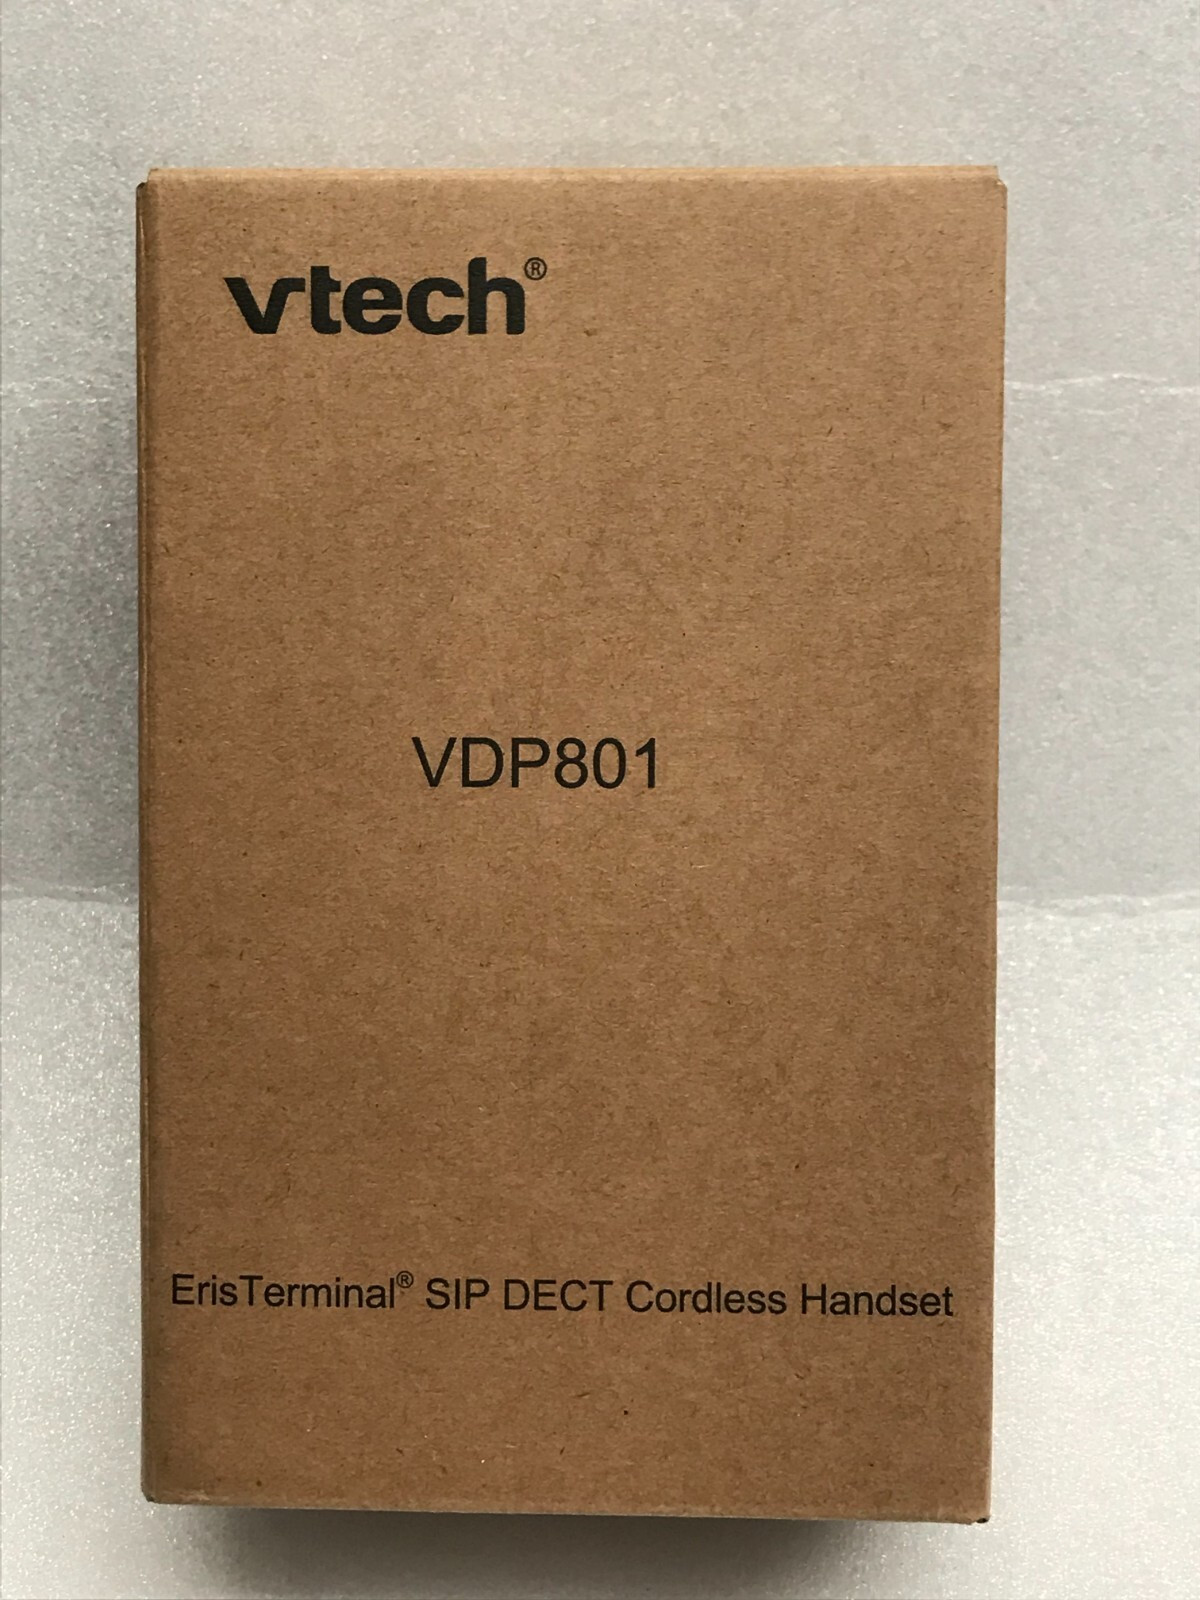 vtech®
VDP801
ErisTerminal® SIP DECT Cordless Handset